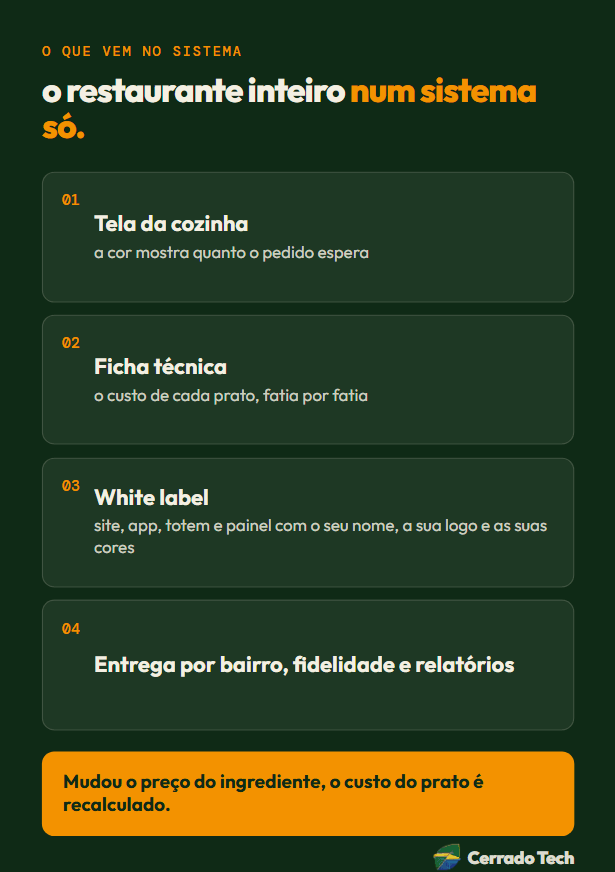 O QUE VEM NO SISTEMA
o restaurante inteiro num sistema
só.
01
Tela da cozinha
a cor mostra quanto o pedido espera
02
Ficha técnica
o custo de cada prato, fatia por fatia
03
White label
site, app, totem e painel com o seu nome, a sua logo e as suas
cores
04
Entrega por bairro, fidelidade e relatórios
Mudou o preço do ingrediente, o custo do prato é
recalculado.
Cerrado Tech